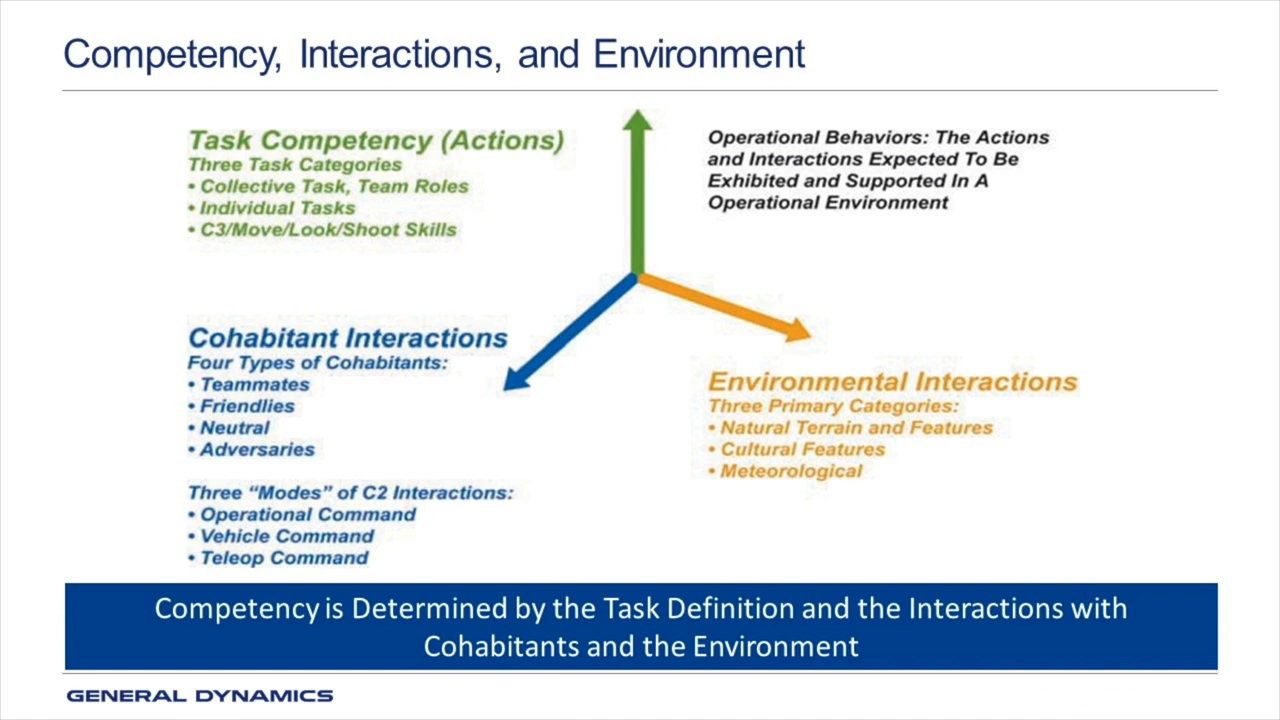 Competency, Interactions, and Environment
Task Competency (Actions)
Three Task Categories
• Collective Task, Team Roles
• Individual Tasks
• C3/Move/Look/Shoot Skills
Operational Behaviors: The Actions
and Interactions Expected To Be
Exhibited and Supported In A
Operational Environment
Cohabitant Interactions
Four Types of Cohabitants:
• Teammates
• Friendlies
• Neutral
• Adversaries
Three “Modes” of C2 Interactions:
• Operational Command
• Vehicle Command
• Teleop Command
Environmental Interactions
Three Primary Categories:
• Natural Terrain and Features
• Cultural Features
• Meteorological
Competency is Determined by the Task Definition and the Interactions with
Cohabitants and the Environment
GENERAL DYNAMICS